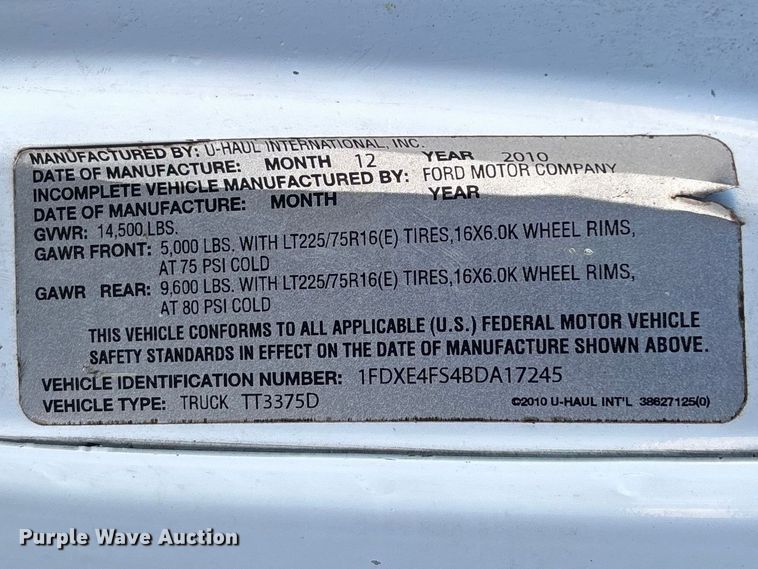 MANUFACTURED BY: U-HAUL INTERNATIONAL, INC.
DATE OF MANUFACTURE: MONTH 12 YEAR 2010
INCOMPLETE VEHICLE MANUFACTURED BY: FORD MOTOR COMPANY
DATE OF MANUFACTURE: MONTH YEAR
GVWR: 14,500 LBS.
GAWR FRONT: 5,000 LBS. WITH LT225/75R16(E) TIRES,16X6.0K WHEEL RIMS,
AT 75 PSI COLD
GAWR REAR: 9,600 LBS. WITH LT225/75R16(E) TIRES,16X6.0K WHEEL RIMS,
AT 80 PSI COLD
THIS VEHICLE CONFORMS TO ALL APPLICABLE (U.S.) FEDERAL MOTOR VEHICLE
SAFETY STANDARDS IN EFFECT ON THE DATE OF MANUFACTURE SHOWN ABOVE.
VEHICLE IDENTIFICATION NUMBER: 1FDXE4FS4BDA17245
VEHICLE TYPE: TRUCK TT3375D ©2010 U-HAUL INT'L 38627125(0)
Purple Wave Auction